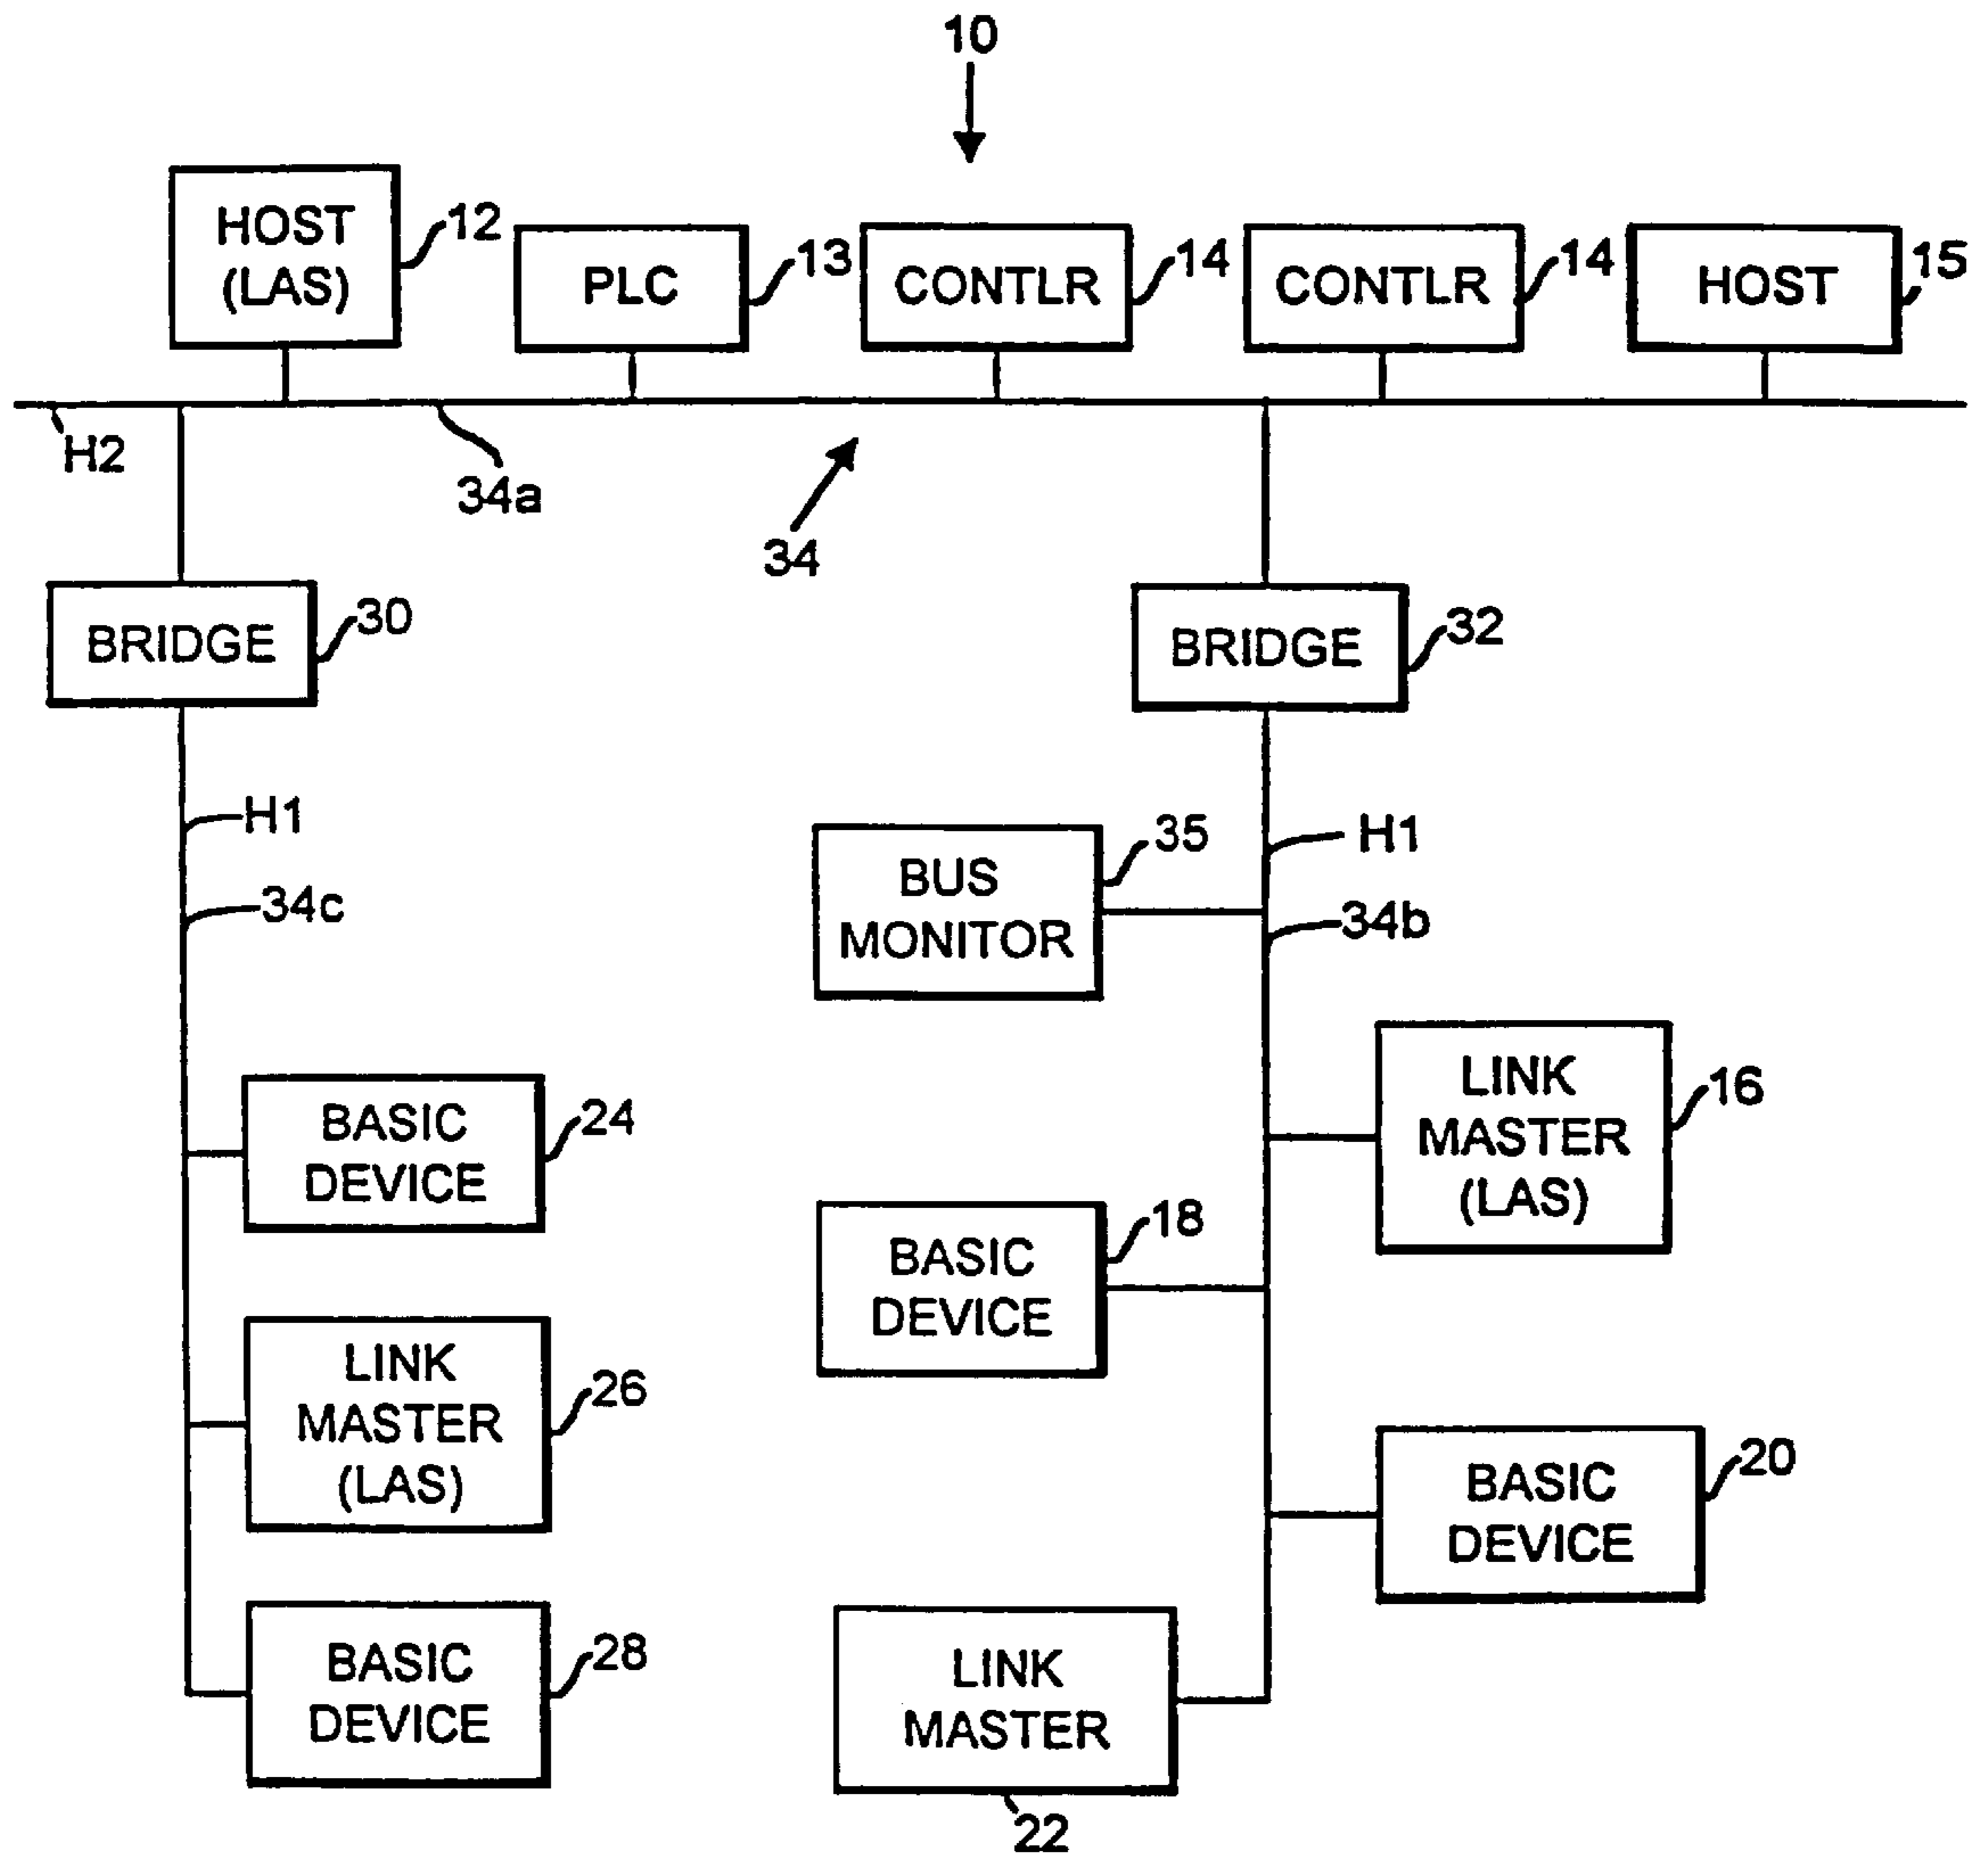 10
HOST
(LAS)
12
PLC
13
CONTLR
14
CONTLR
14
HOST
15
H2
34a
34
BRIDGE
30
BRIDGE
32
H1
34c
BUS
MONITOR
35
H1
34b
LINK
MASTER
(LAS)
16
BASIC
DEVICE
24
BASIC
DEVICE
18
LINK
MASTER
(LAS)
26
BASIC
DEVICE
20
BASIC
DEVICE
28
LINK
MASTER
22